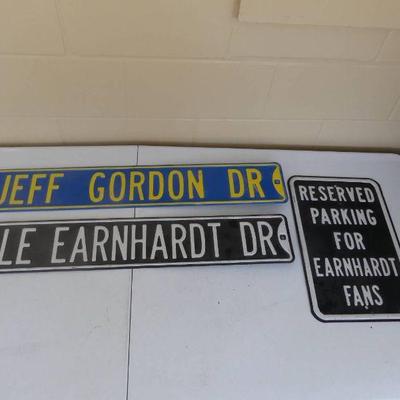 JEFF GORDON DR
LE EARNHARDT DR
RESERVED
PARKING
FOR
EARNHARDT
FANS